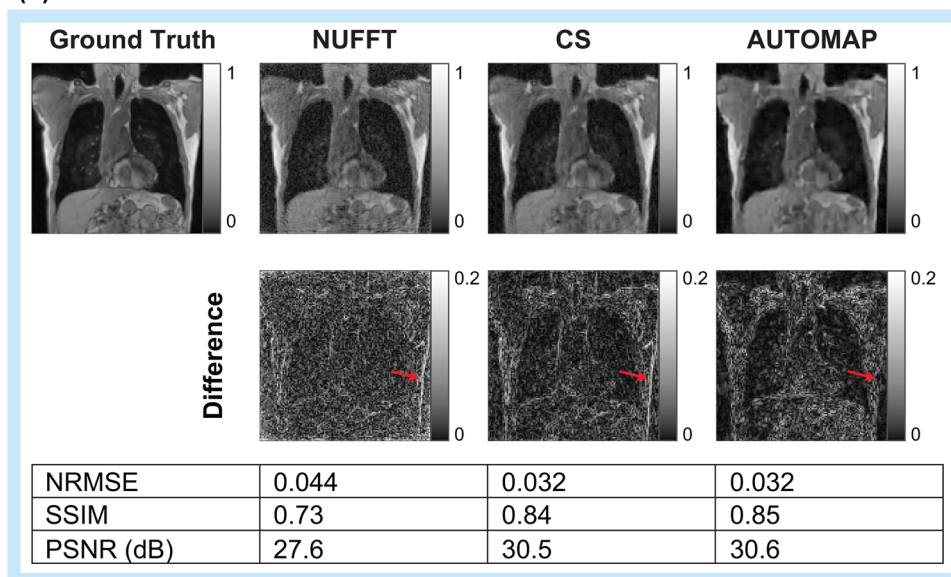 Ground Truth NUFFT CS AUTOMAP
1 1 1 1
0 0 0 0
Difference
0.2 0.2 0.2
0 0 0
NRMSE 0.044 0.032 0.032
SSIM 0.73 0.84 0.85
PSNR (dB) 27.6 30.5 30.6